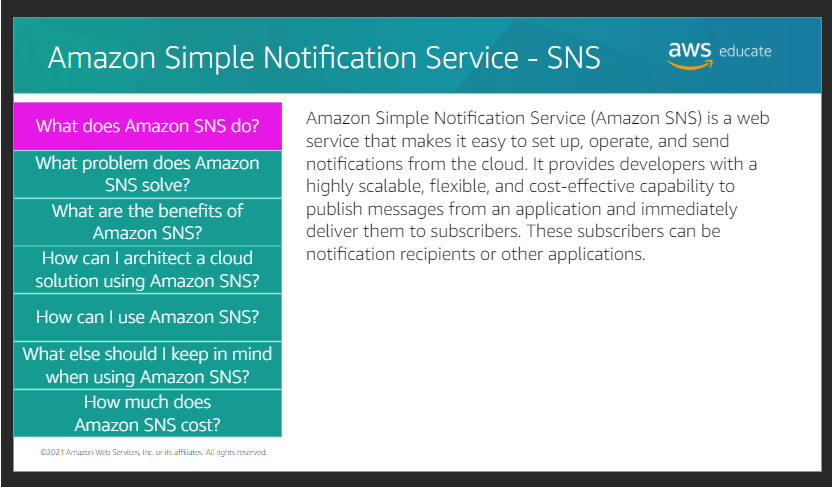 Amazon Simple Notification Service - SNS
aws educate
What does Amazon SNS do?
What problem does Amazon
SNS solve?
What are the benefits of
Amazon SNS?
How can I architect a cloud
solution using Amazon SNS?
How can I use Amazon SNS?
What else should I keep in mind
when using Amazon SNS?
How much does
Amazon SNS cost?
Amazon Simple Notification Service (Amazon SNS) is a web
service that makes it easy to set up, operate, and send
notifications from the cloud. It provides developers with a
highly scalable, flexible, and cost-effective capability to
publish messages from an application and immediately
deliver them to subscribers. These subscribers can be
notification recipients or other applications.
©2021 Amazon Web Services, Inc. or its affiliates. All rights reserved.